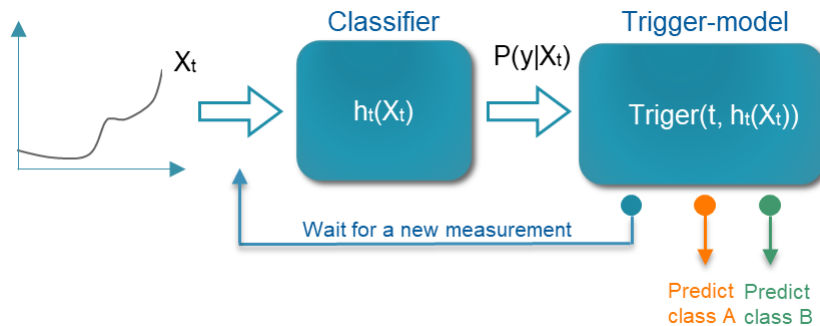 Classifier
Trigger-model
Xₜ
P(y|Xₜ)
hₜ(Xₜ)
Triger(t, hₜ(Xₜ))
Wait for a new measurement
Predict
class A
Predict
class B